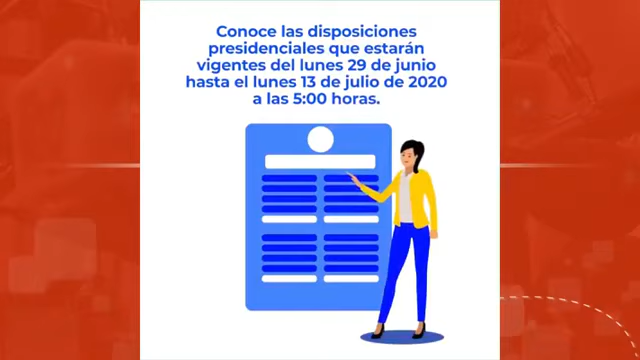 Conoce las disposiciones
presidenciales que estarán
vigentes del lunes 29 de junio
hasta el lunes 13 de julio de 2020
a las 5:00 horas.